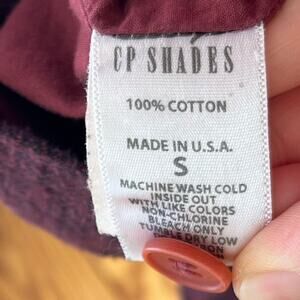 CP SHADES
100% COTTON
MADE IN U.S.A.
S
MACHINE WASH COLD
INSIDE OUT
WITH LIKE COLORS
NON-CHLORINE
BLEACH ONLY
TUMBLE DRY LOW